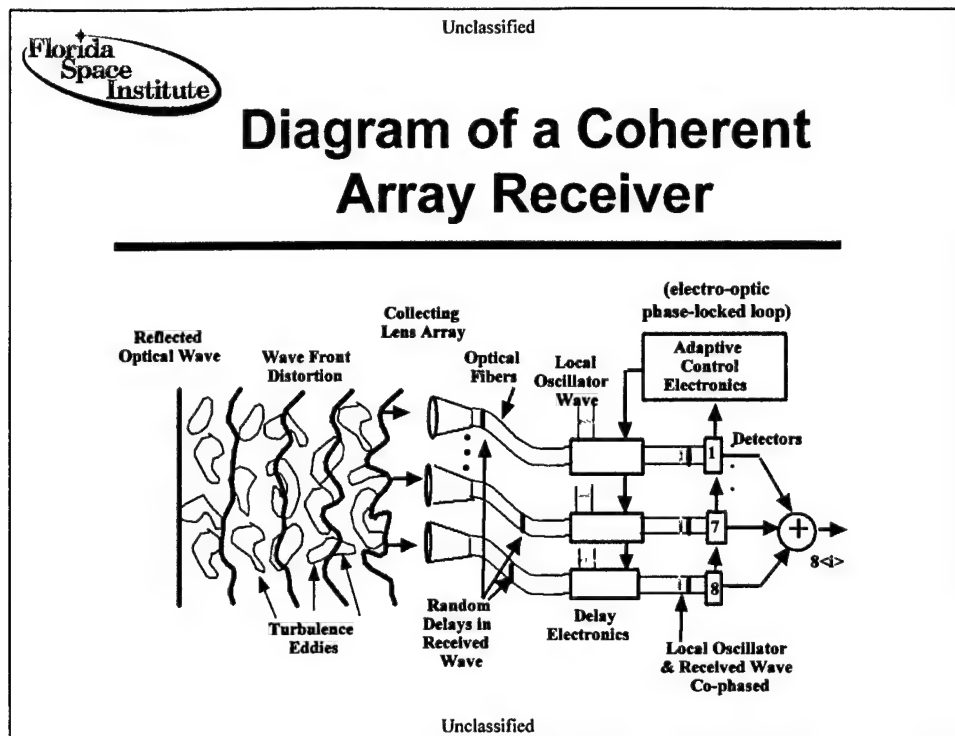 Unclassified
Florida
Space
Institute
Diagram of a Coherent
Array Receiver
(electro-optic
phase-locked loop)
Collecting
Lens Array
Reflected
Optical Wave
Wave Front
Distortion
Optical
Fibers
Local
Oscillator
Wave
Adaptive
Control
Electronics
Detectors
1
7
8
+
8<i>
Turbulence
Eddies
Random
Delays in
Received
Wave
Delay
Electronics
Local Oscillator
& Received Wave
Co-phased
Unclassified